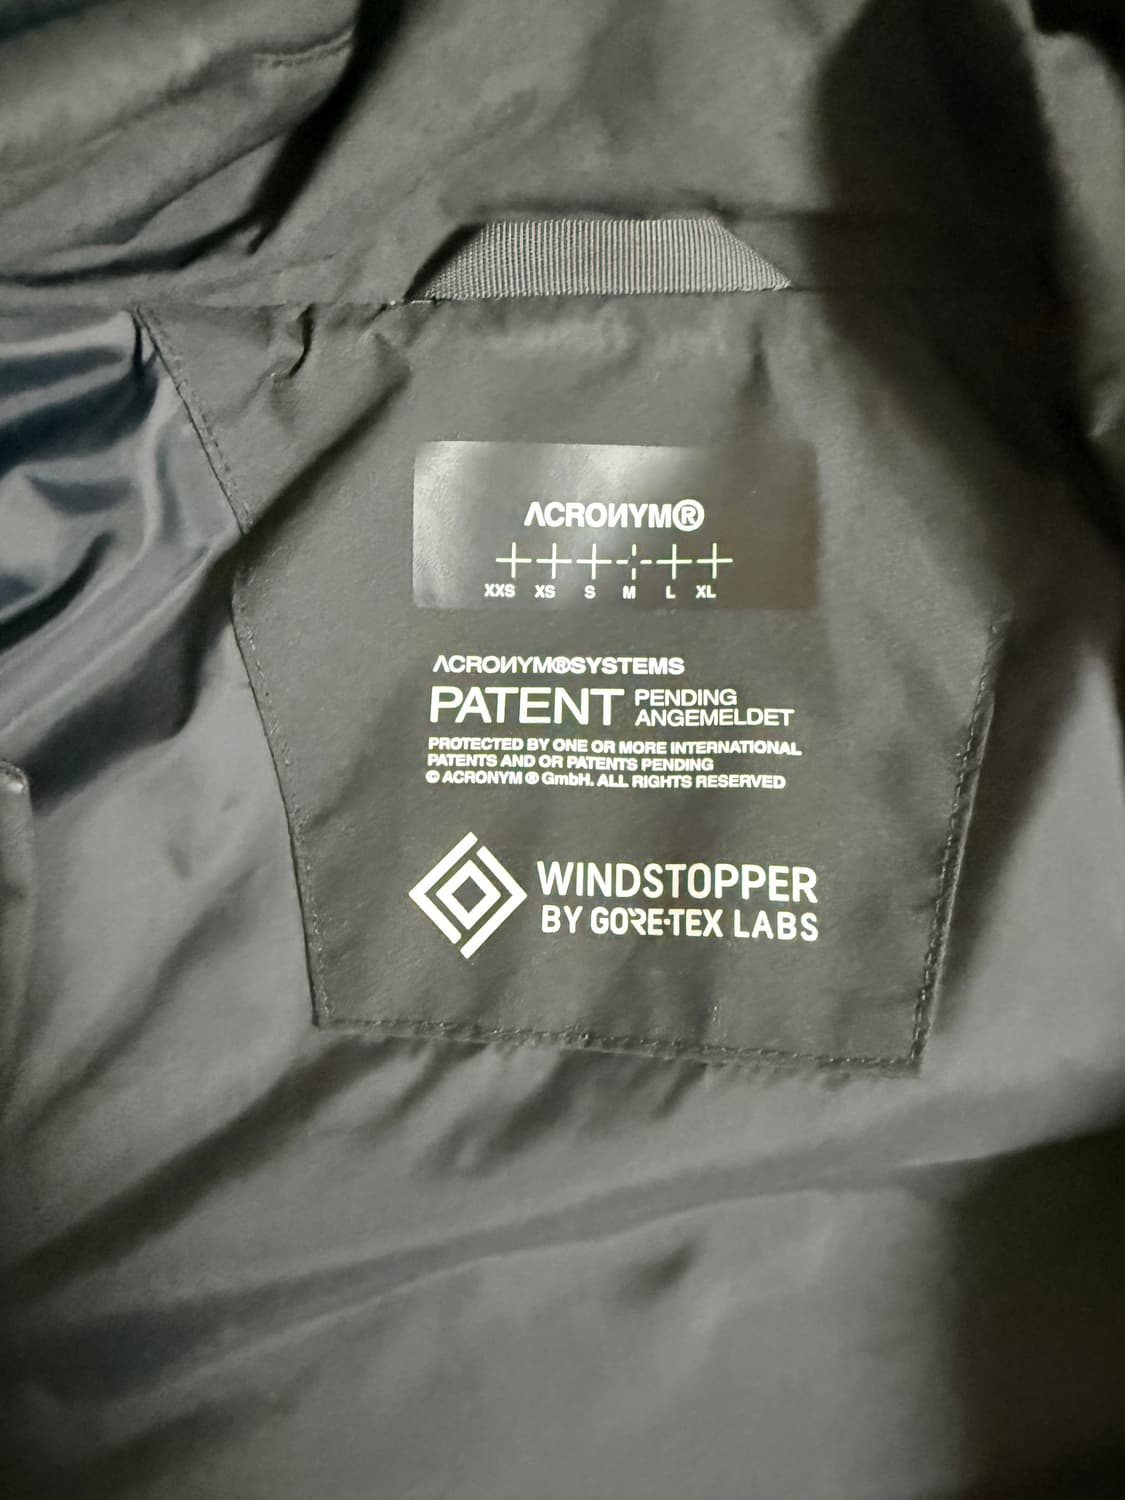 ACRONYM®
XXS XS S M L XL
ACRONYM®SYSTEMS
PATENT PENDING
ANGEMELDET
PROTECTED BY ONE OR MORE INTERNATIONAL
PATENTS AND OR PATENTS PENDING
© ACRONYM ® GmbH. ALL RIGHTS RESERVED
WINDSTOPPER
BY GORE-TEX LABS